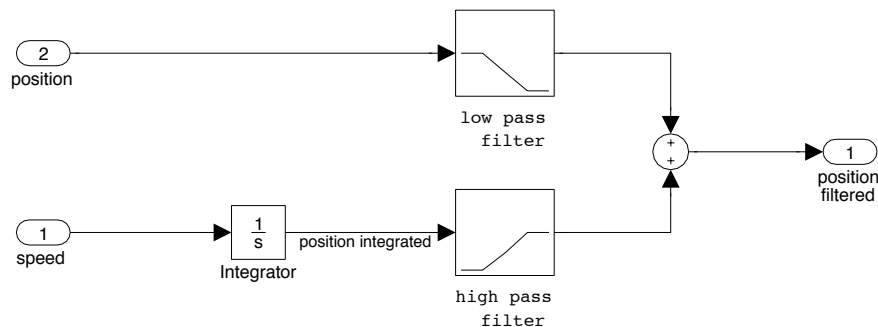 2
position
low pass
filter
+
+
1
position
filtered
1
speed
1
s
Integrator
position integrated
high pass
filter